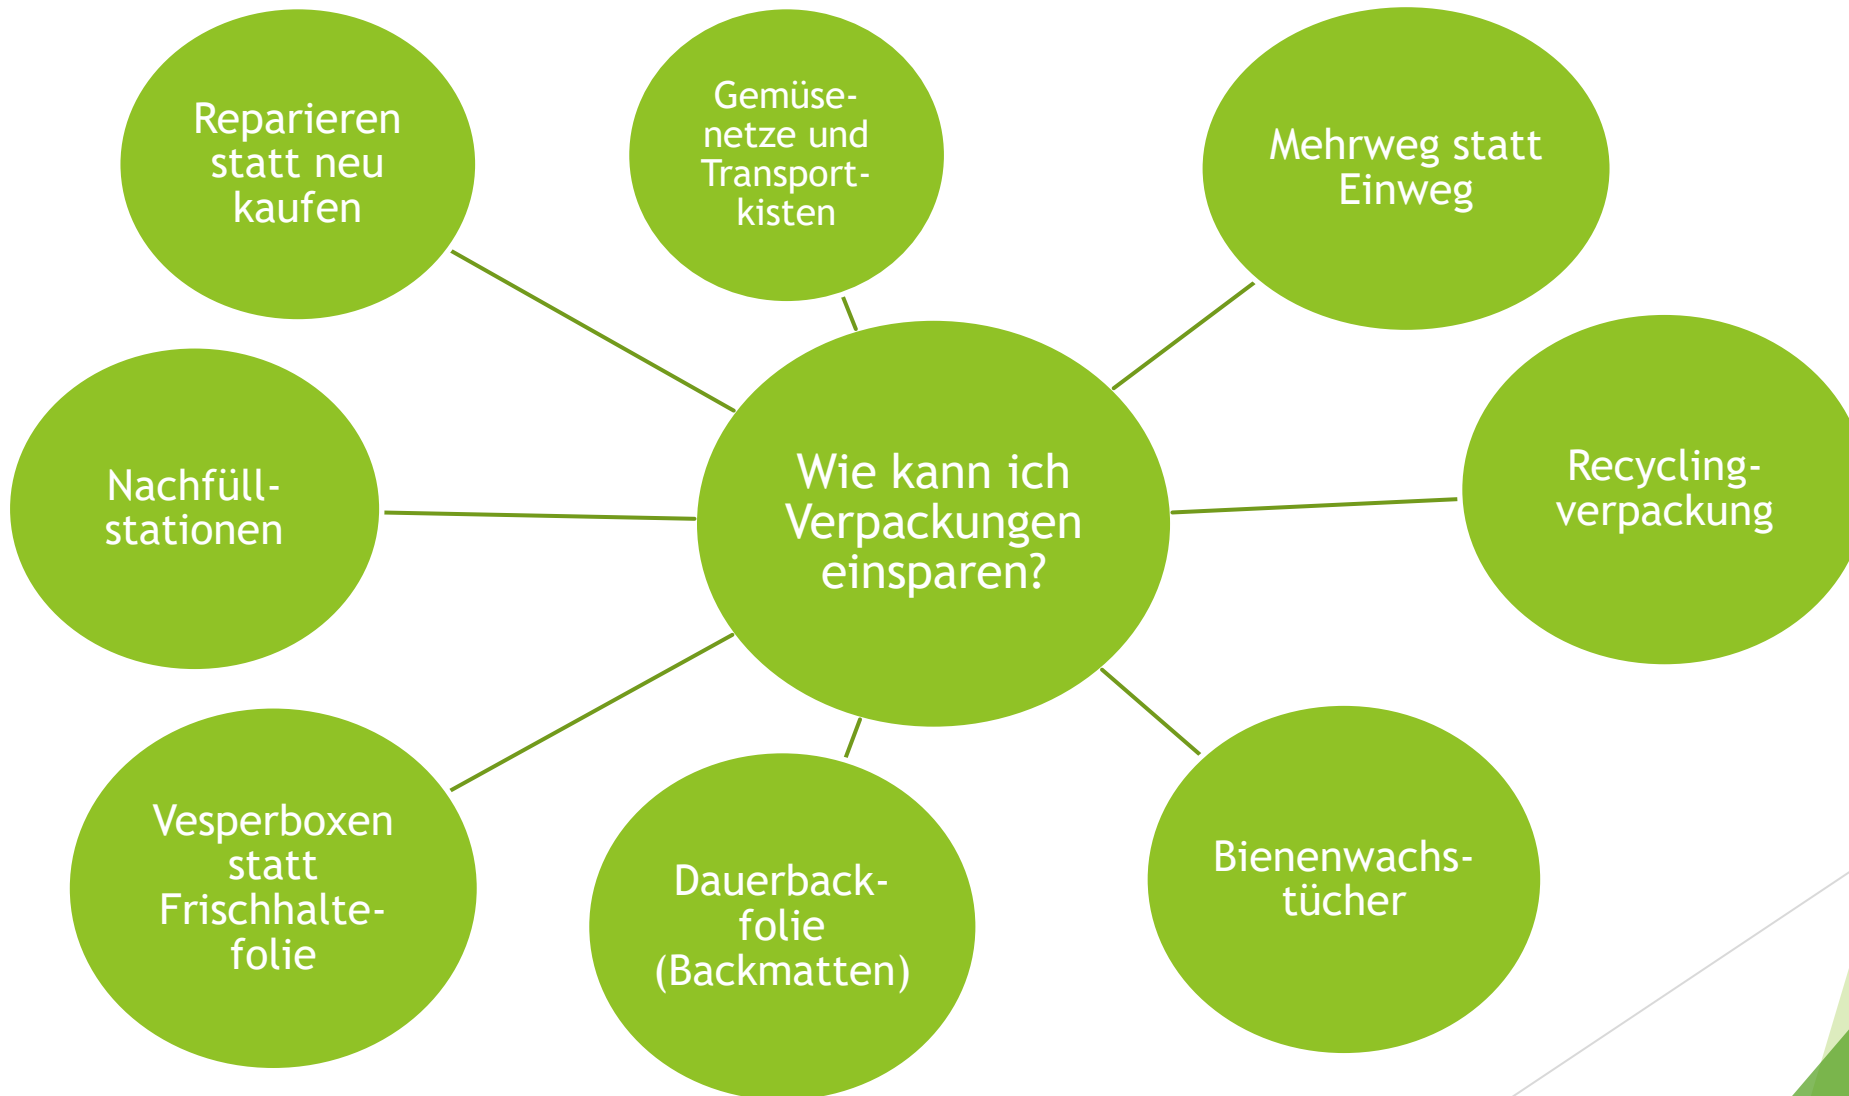 Reparieren
statt neu
kaufen
Gemüse-
netze und
Transport-
kisten
Mehrweg statt
Einweg
Nachfüll-
stationen
Wie kann ich
Verpackungen
einsparen?
Recycling-
verpackung
Vesperboxen
statt
Frischhalte-
folie
Dauerback-
folie
(Backmatten)
Bienenwachs-
tücher